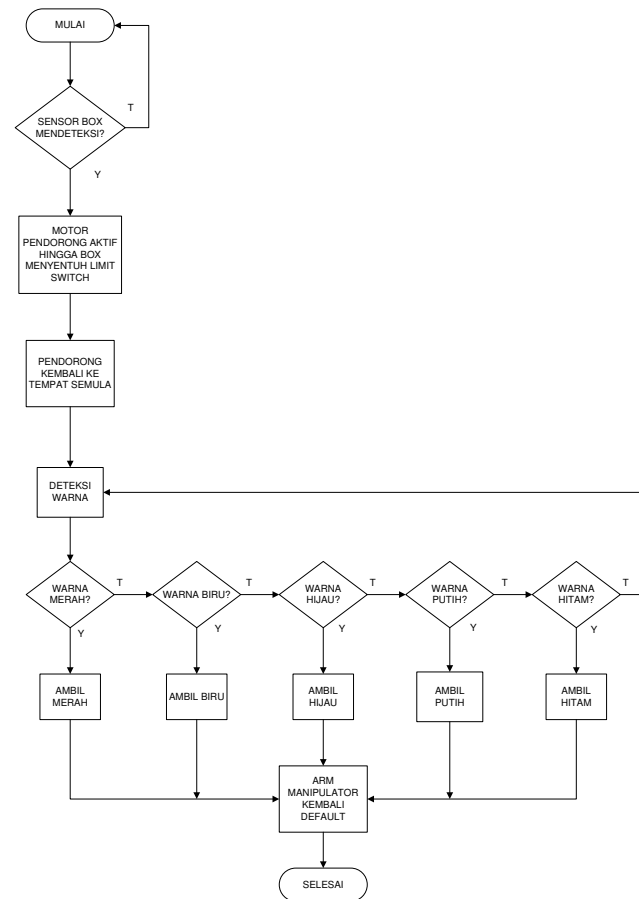 MULAI
T
SENSOR BOX
MENDETEKSI?
Y
MOTOR
PENDORONG AKTIF
HINGGA BOX
MENYENTUH LIMIT
SWITCH
PENDORONG
KEMBALI KE
TEMPAT SEMULA
DETEKSI
WARNA
WARNA
MERAH?
T
WARNA BIRU?
T
WARNA
HIJAU?
T
WARNA
PUTIH?
T
WARNA
HITAM?
T
Y
Y
Y
Y
Y
AMBIL
MERAH
AMBIL BIRU
AMBIL
HIJAU
AMBIL
PUTIH
AMBIL
HITAM
ARM
MANIPULATOR
KEMBALI
DEFAULT
SELESAI